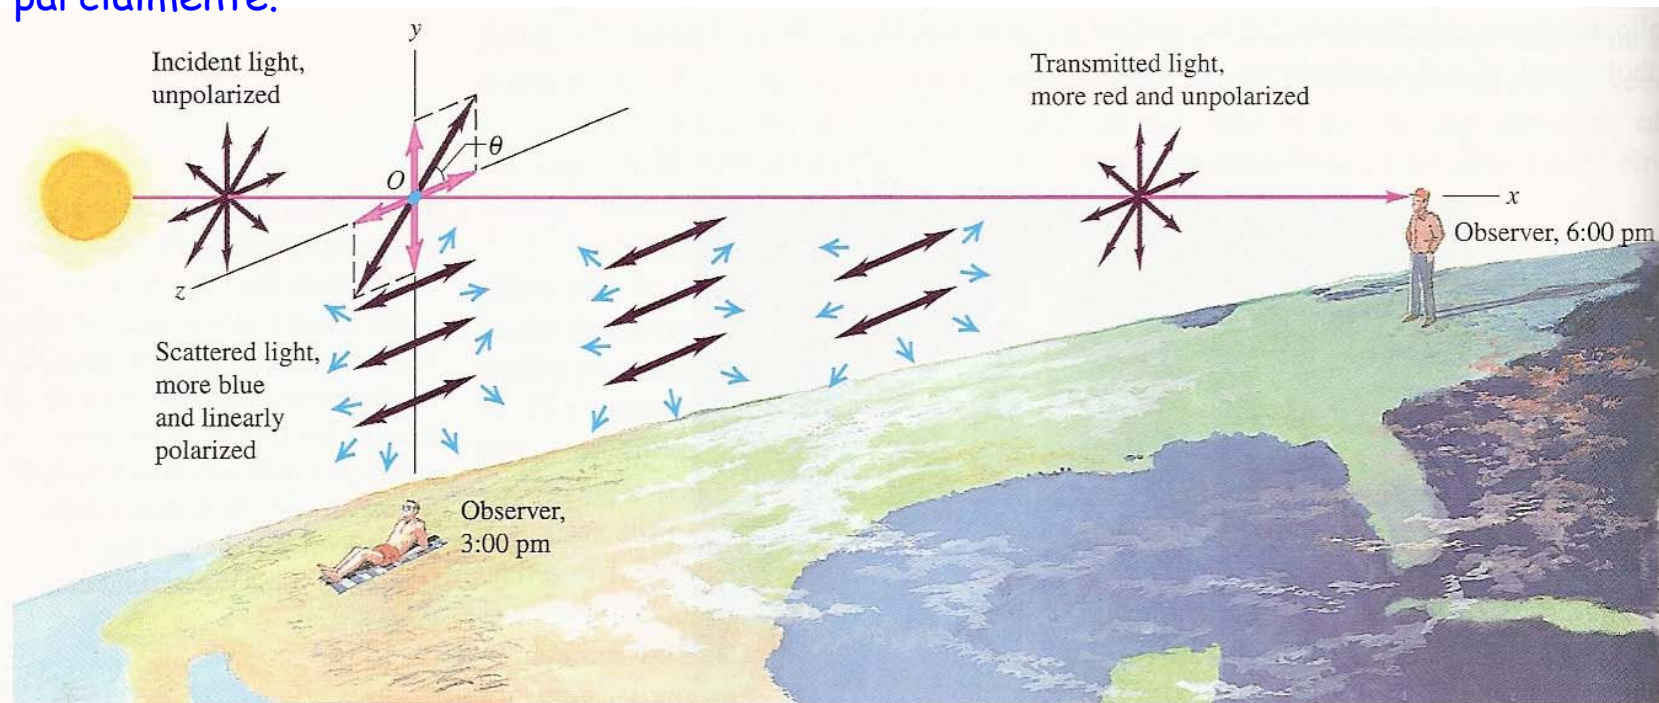 parcialmente.
y
Incident light,
unpolarized
Transmitted light,
more red and unpolarized
θ
O
x
Observer, 6:00 pm
z
Scattered light,
more blue
and linearly
polarized
Observer,
3:00 pm